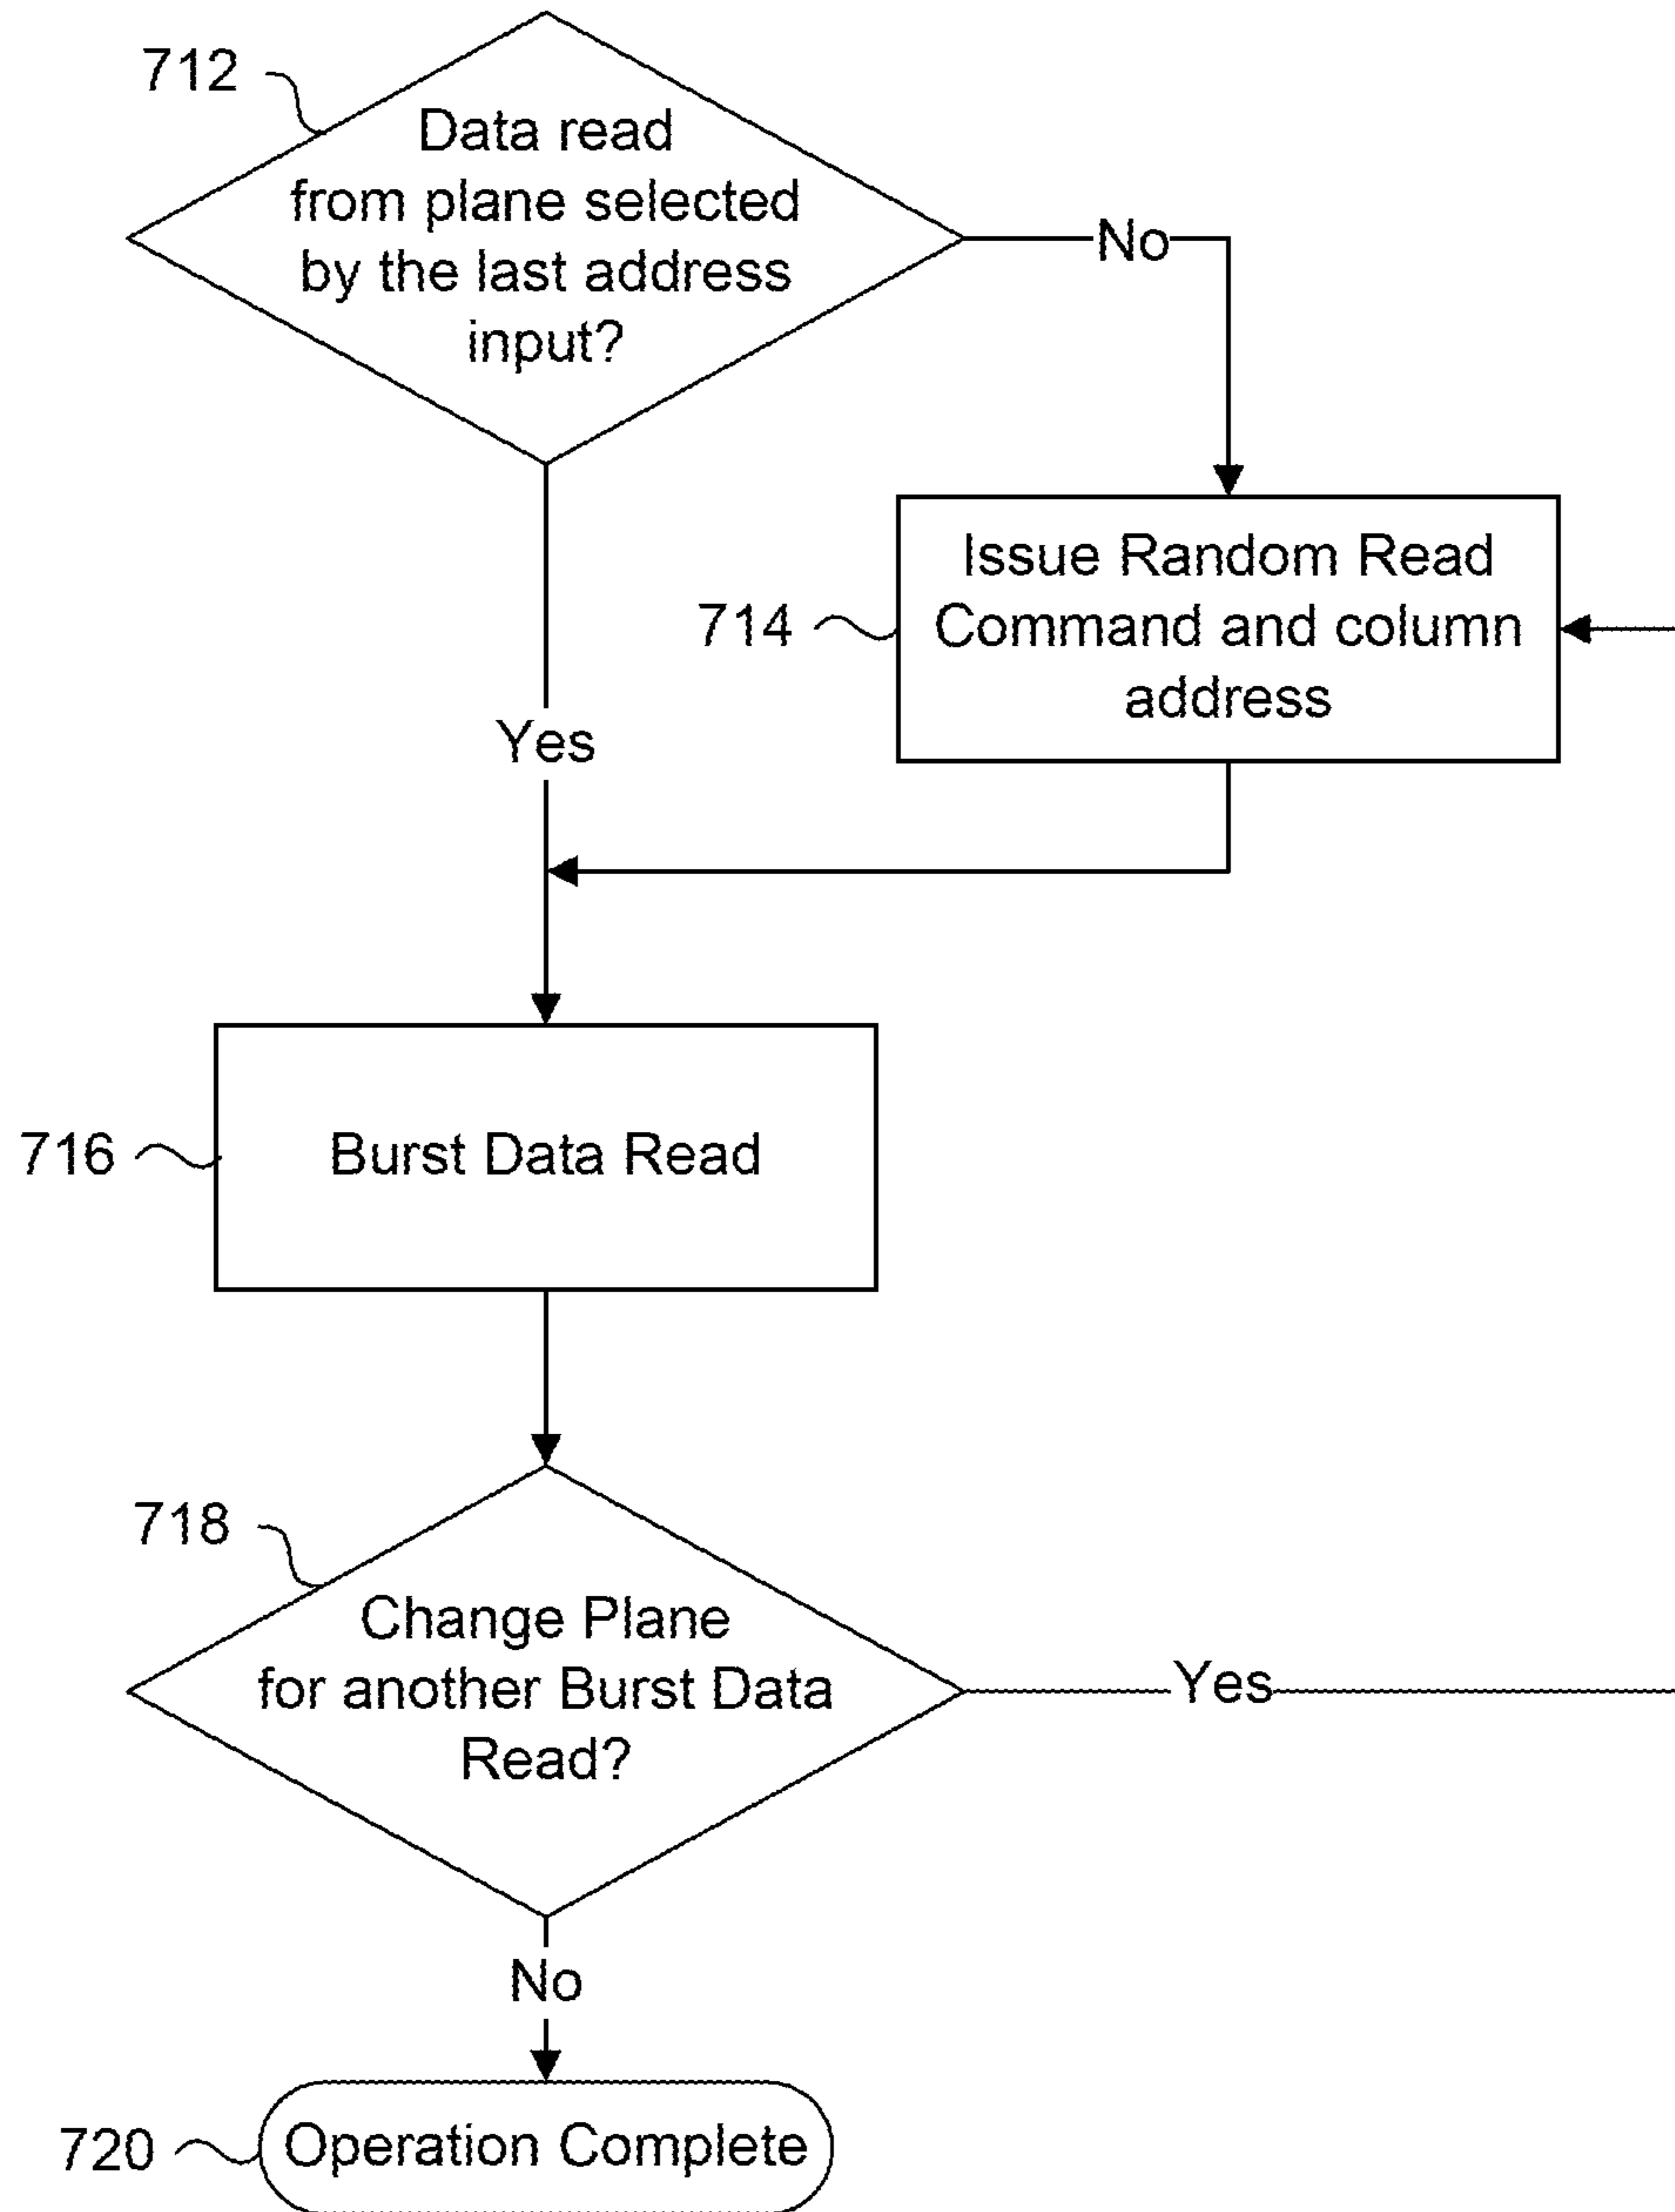 712
Data read
from plane selected
by the last address
input?
No
714
Issue Random Read
Command and column
address
Yes
716
Burst Data Read
718
Change Plane
for another Burst Data
Read?
Yes
No
720
Operation Complete